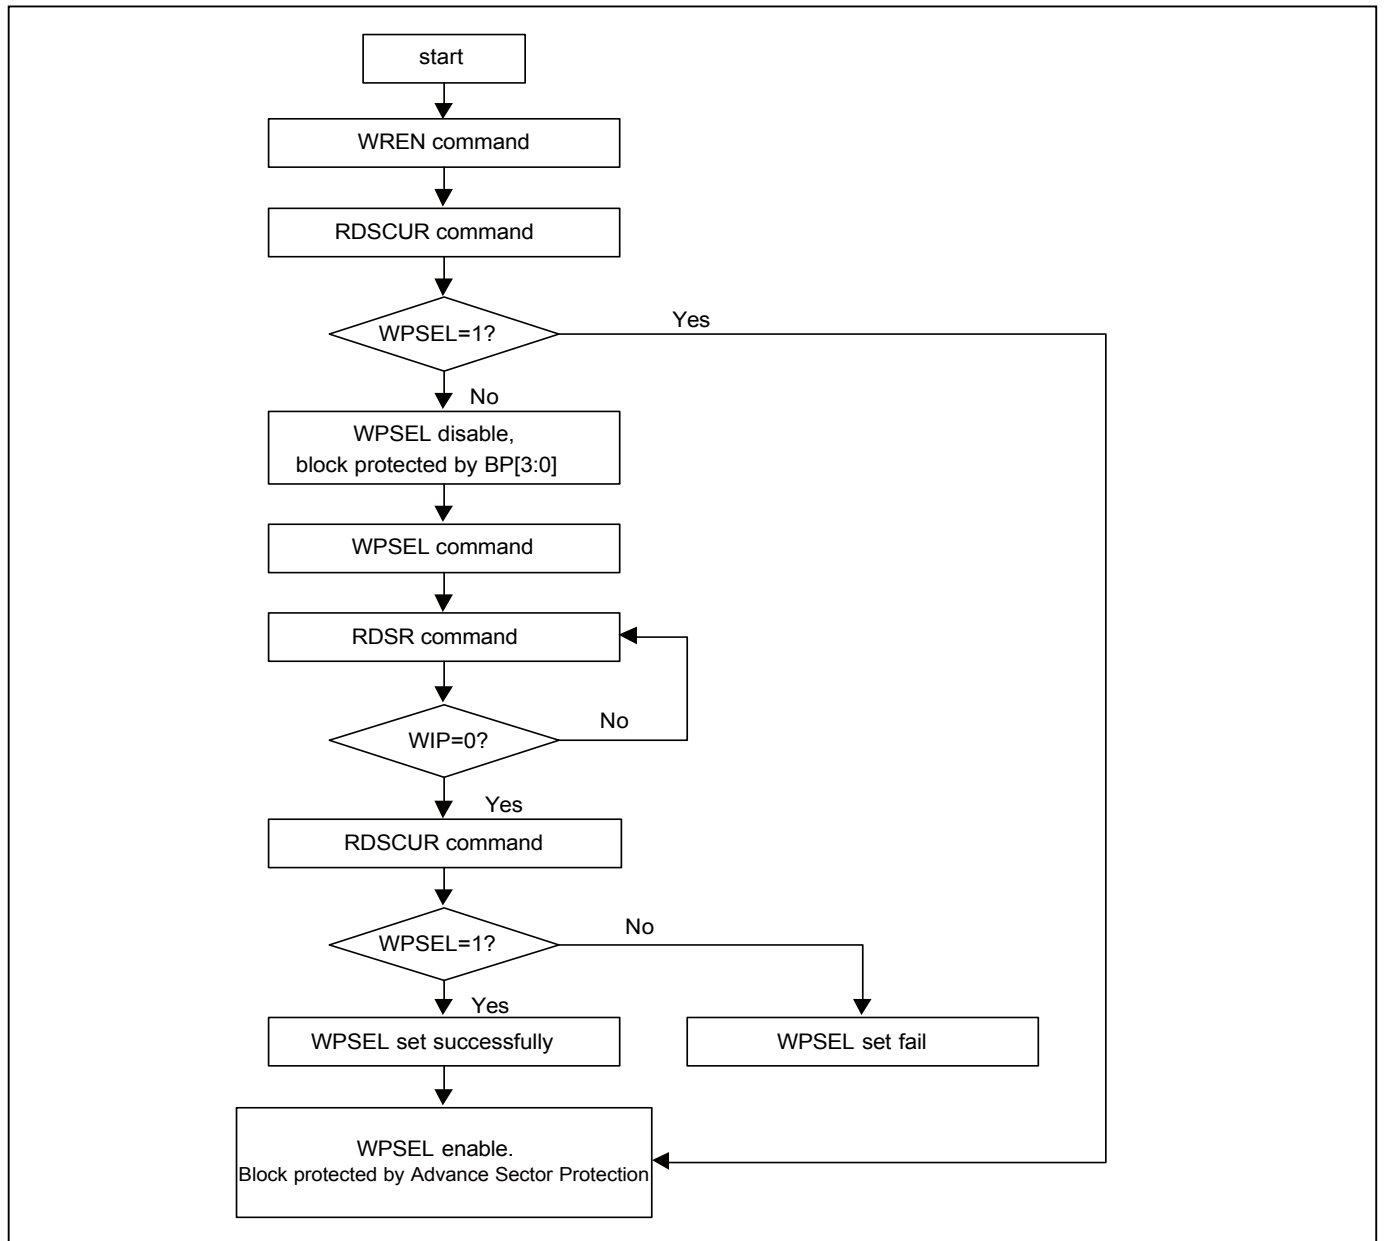 start
WREN command
RDSCUR command
WPSEL=1?
Yes
No
WPSEL disable,
block protected by BP[3:0]
WPSEL command
RDSR command
WIP=0?
No
Yes
RDSCUR command
WPSEL=1?
No
Yes
WPSEL set successfully
WPSEL set fail
WPSEL enable.
Block protected by Advance Sector Protection